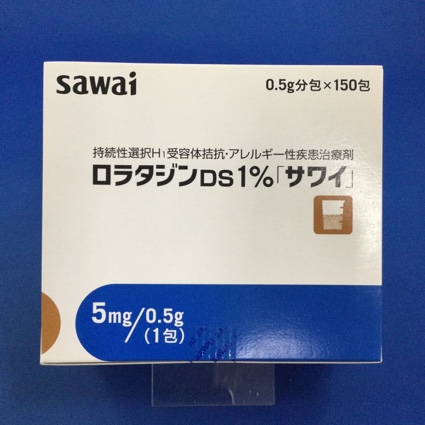 sawai
0.5g分包×150包
持続性選択H₁受容体拮抗・アレルギー性疾患治療剤
ロラタジンDS1%「サワイ」
5mg/0.5g
(1包)